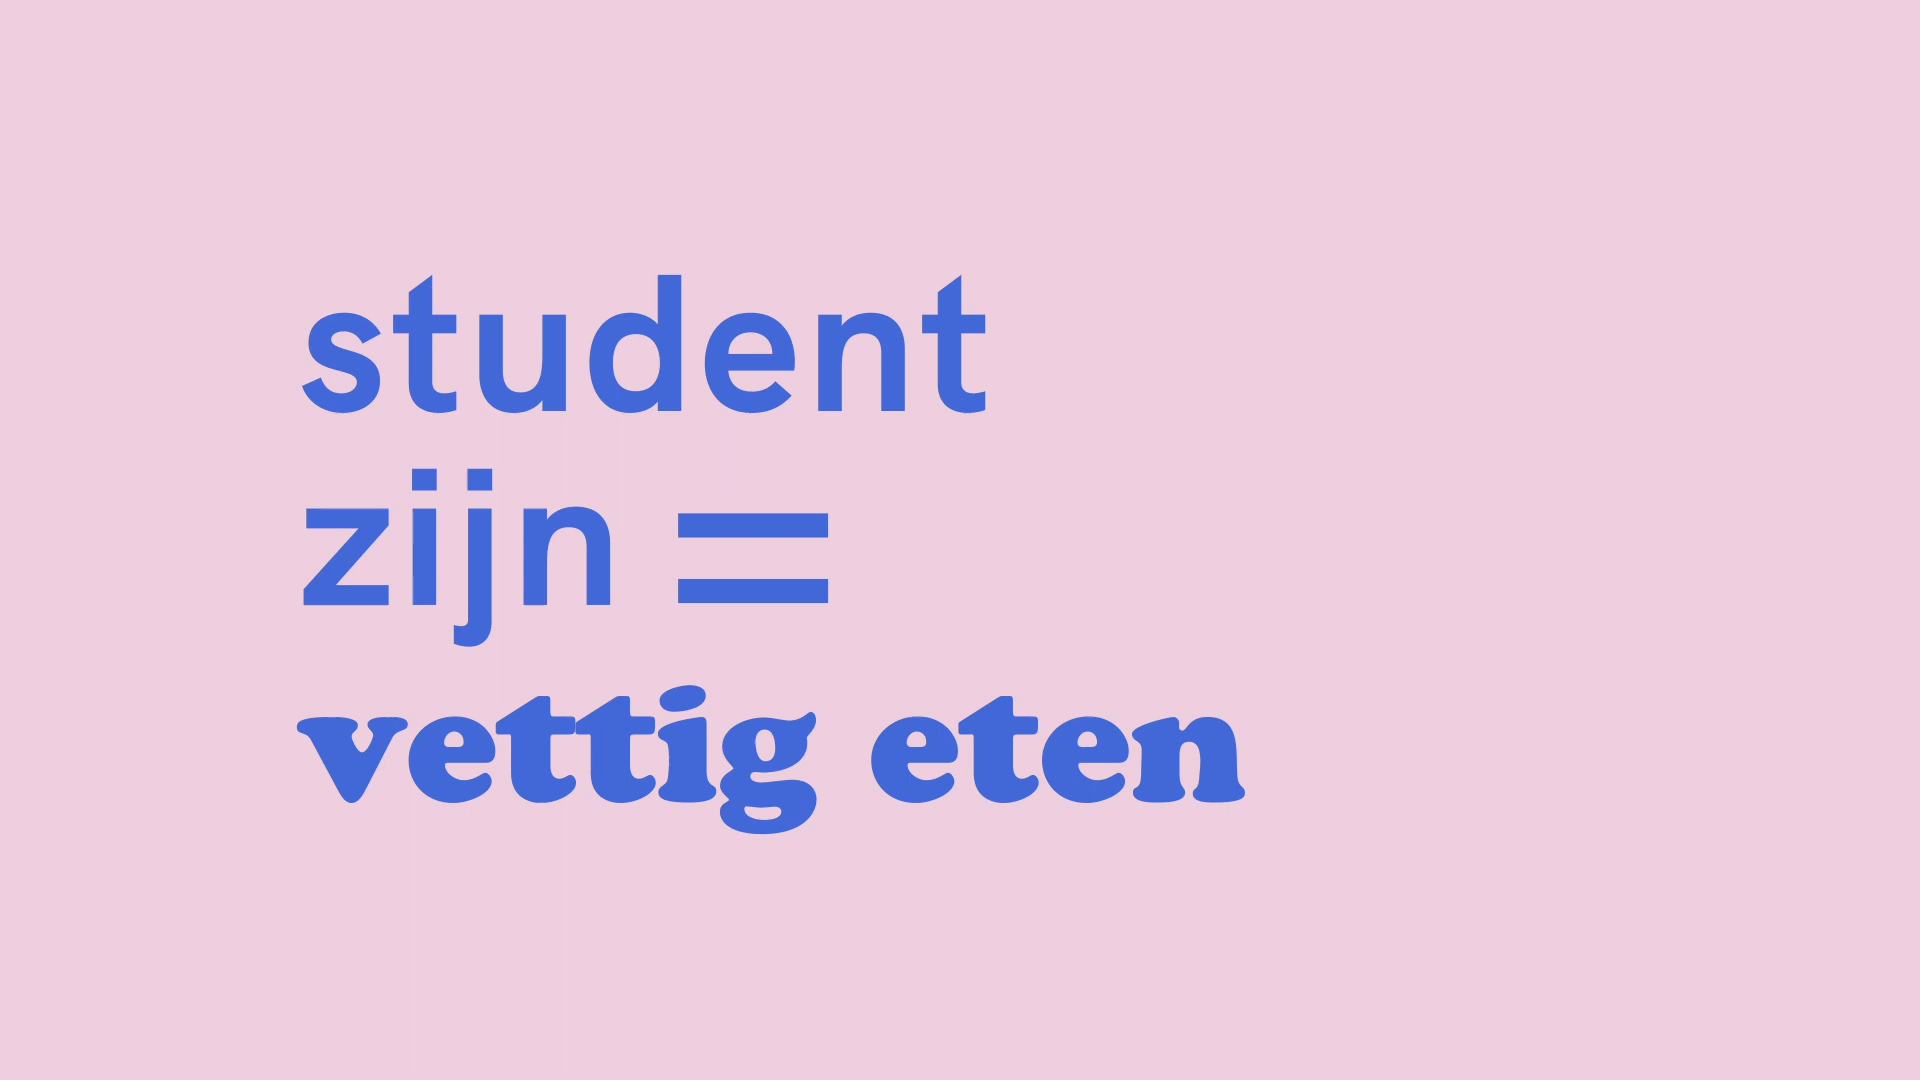 student
zijn =
vettig eten